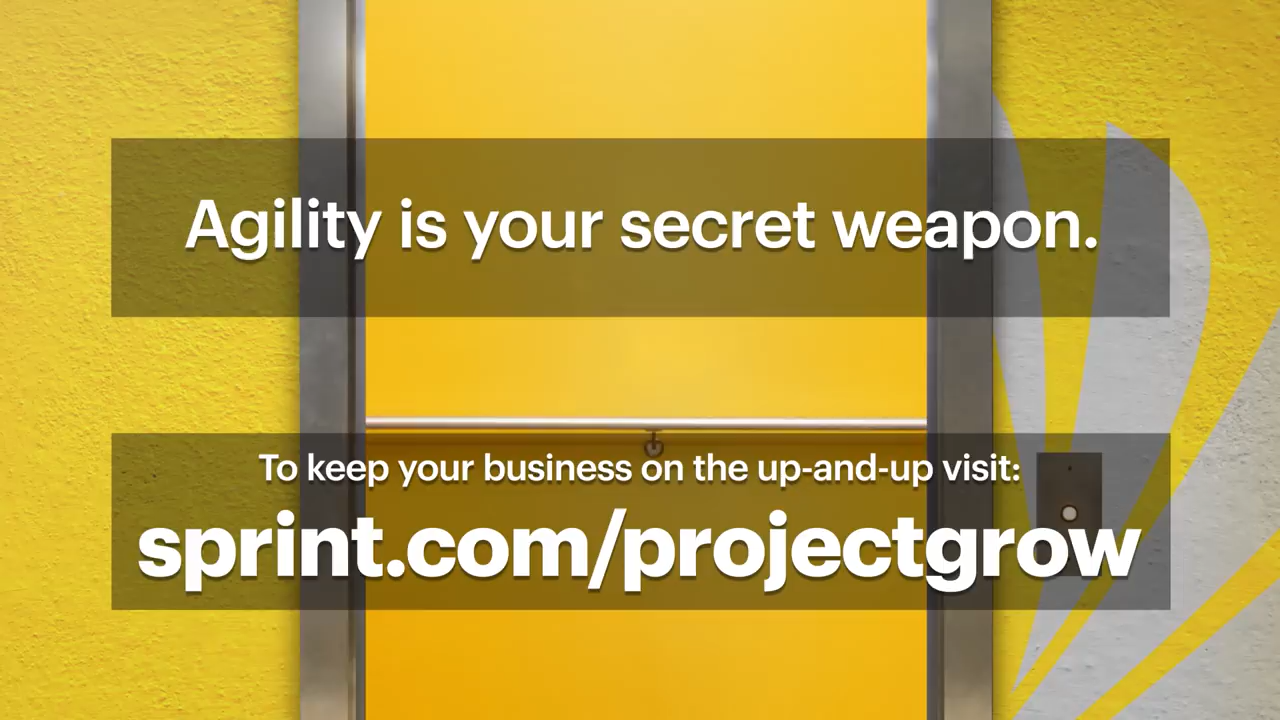 Agility is your secret weapon.
To keep your business on the up-and-up visit:
sprint.com/projectgrow